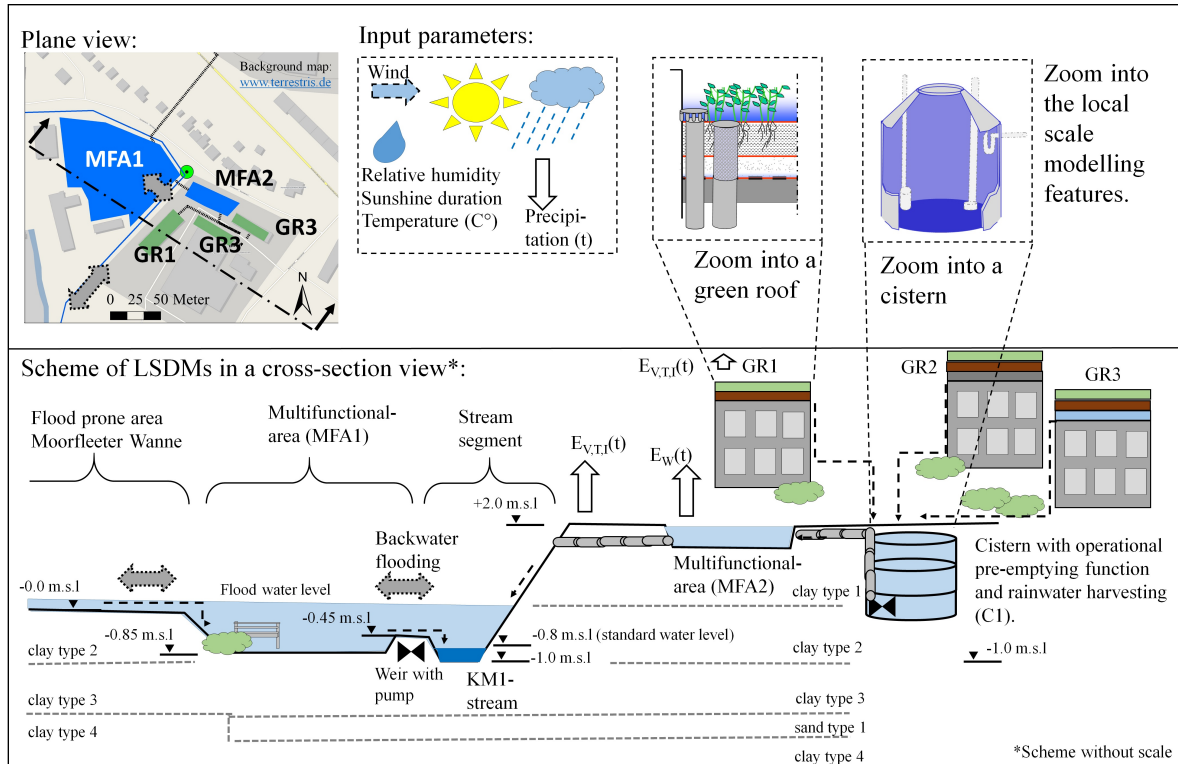 Plane view:
Background map:
www.terrestris.de
MFA1
MFA2
GR3
GR3
GR1
N
0 25 50 Meter
Input parameters:
Wind
Relative humidity
Sunshine duration
Temperature (C°)
Precipi-
tation (t)
Zoom into a
green roof
Zoom into a
cistern
Zoom into
the local
scale
modelling
features.
Scheme of LSDMs in a cross-section view*:
Flood prone area
Moorfleeter Wanne
Multifunctional-
area (MFA1)
Stream
segment
EV,T,I(t)
EW(t)
EV,T,I(t)
GR1
GR2
GR3
+2.0 m.s.l
Backwater
flooding
Flood water level
-0.0 m.s.l
-0.85 m.s.l
-0.45 m.s.l
-0.8 m.s.l (standard water level)
-1.0 m.s.l
Weir with
pump
KM1-
stream
Multifunctional-
area (MFA2)
Cistern with operational
pre-emptying function
and rainwater harvesting
(C1).
-1.0 m.s.l
clay type 1
clay type 2
clay type 2
clay type 3
clay type 3
clay type 4
sand type 1
clay type 4
*Scheme without scale